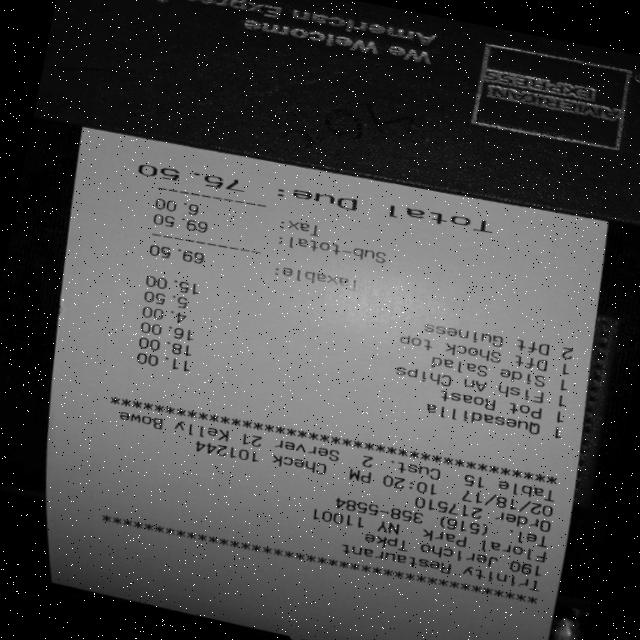 Trinity Restaurant
190 Jericho Tpke
Floral Park NY 11001
Tel (516) 358-5584
*******************************
Order 217510
02/18/17 10:20 PM Check 101244
Table 15 Cust. 2 Server 21 Kelly Bowe
*******************************
1 Quesadilla 11.00
1 Pot Roast 18.00
1 Fish An Chips 16.00
1 Side Salad 4.00
1 Dft Shock top 5.50
2 Dft Guiness 15.00
Taxable: 69.50
Sub-total: 69.50
Tax: 6.00
Total Due: 75.50
AMERICAN EXPRESS
We Welcome
American Express